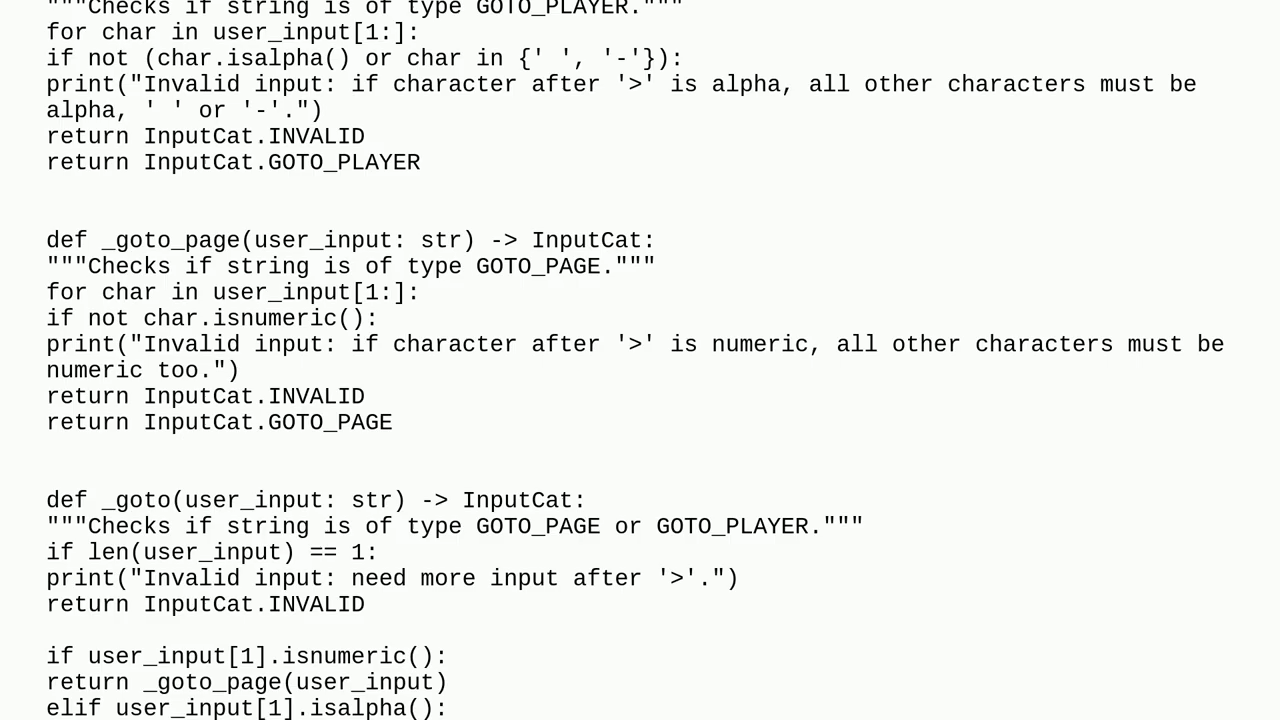 """Checks if string is of type GOTO_PLAYER."""
for char in user_input[1:]:
if not (char.isalpha() or char in {' ', '-'}):
print("Invalid input: if character after '>' is alpha, all other characters must be
alpha, ' ' or '-'.")
return InputCat.INVALID
return InputCat.GOTO_PLAYER
def _goto_page(user_input: str) -> InputCat:
"""Checks if string is of type GOTO_PAGE."""
for char in user_input[1:]:
if not char.isnumeric():
print("Invalid input: if character after '>' is numeric, all other characters must be
numeric too.")
return InputCat.INVALID
return InputCat.GOTO_PAGE
def _goto(user_input: str) -> InputCat:
"""Checks if string is of type GOTO_PAGE or GOTO_PLAYER."""
if len(user_input) == 1:
print("Invalid input: need more input after '>'.")
return InputCat.INVALID
if user_input[1].isnumeric():
return _goto_page(user_input)
elif user_input[1].isalpha():